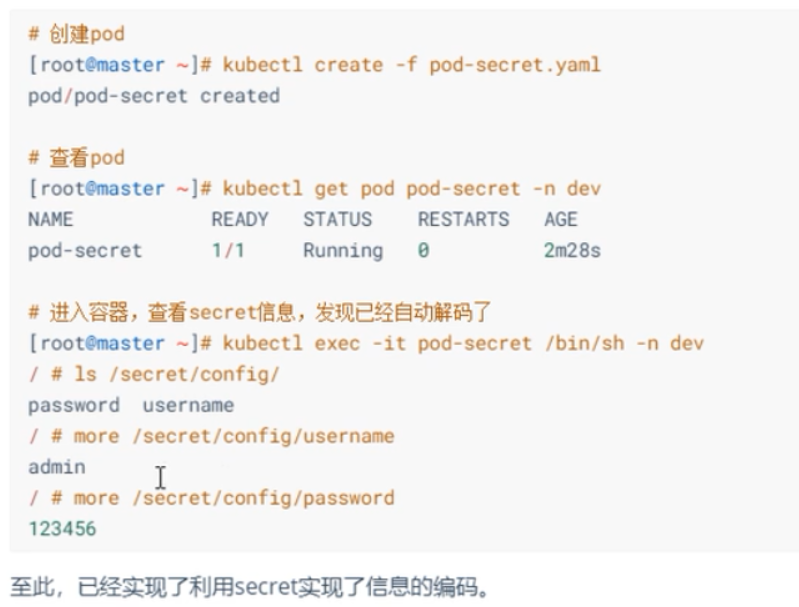 # 创建pod
[root@master ~]# kubectl create -f pod-secret.yaml
pod/pod-secret created
# 查看pod
[root@master ~]# kubectl get pod pod-secret -n dev
NAME            READY   STATUS    RESTARTS   AGE
pod-secret      1/1     Running   0          2m28s
# 进入容器，查看secret信息，发现已经自动解码了
[root@master ~]# kubectl exec -it pod-secret /bin/sh -n dev
/ # ls /secret/config/
password  username
/ # more /secret/config/username
admin
/ # more /secret/config/password
123456
至此，已经实现了利用secret实现了信息的编码。